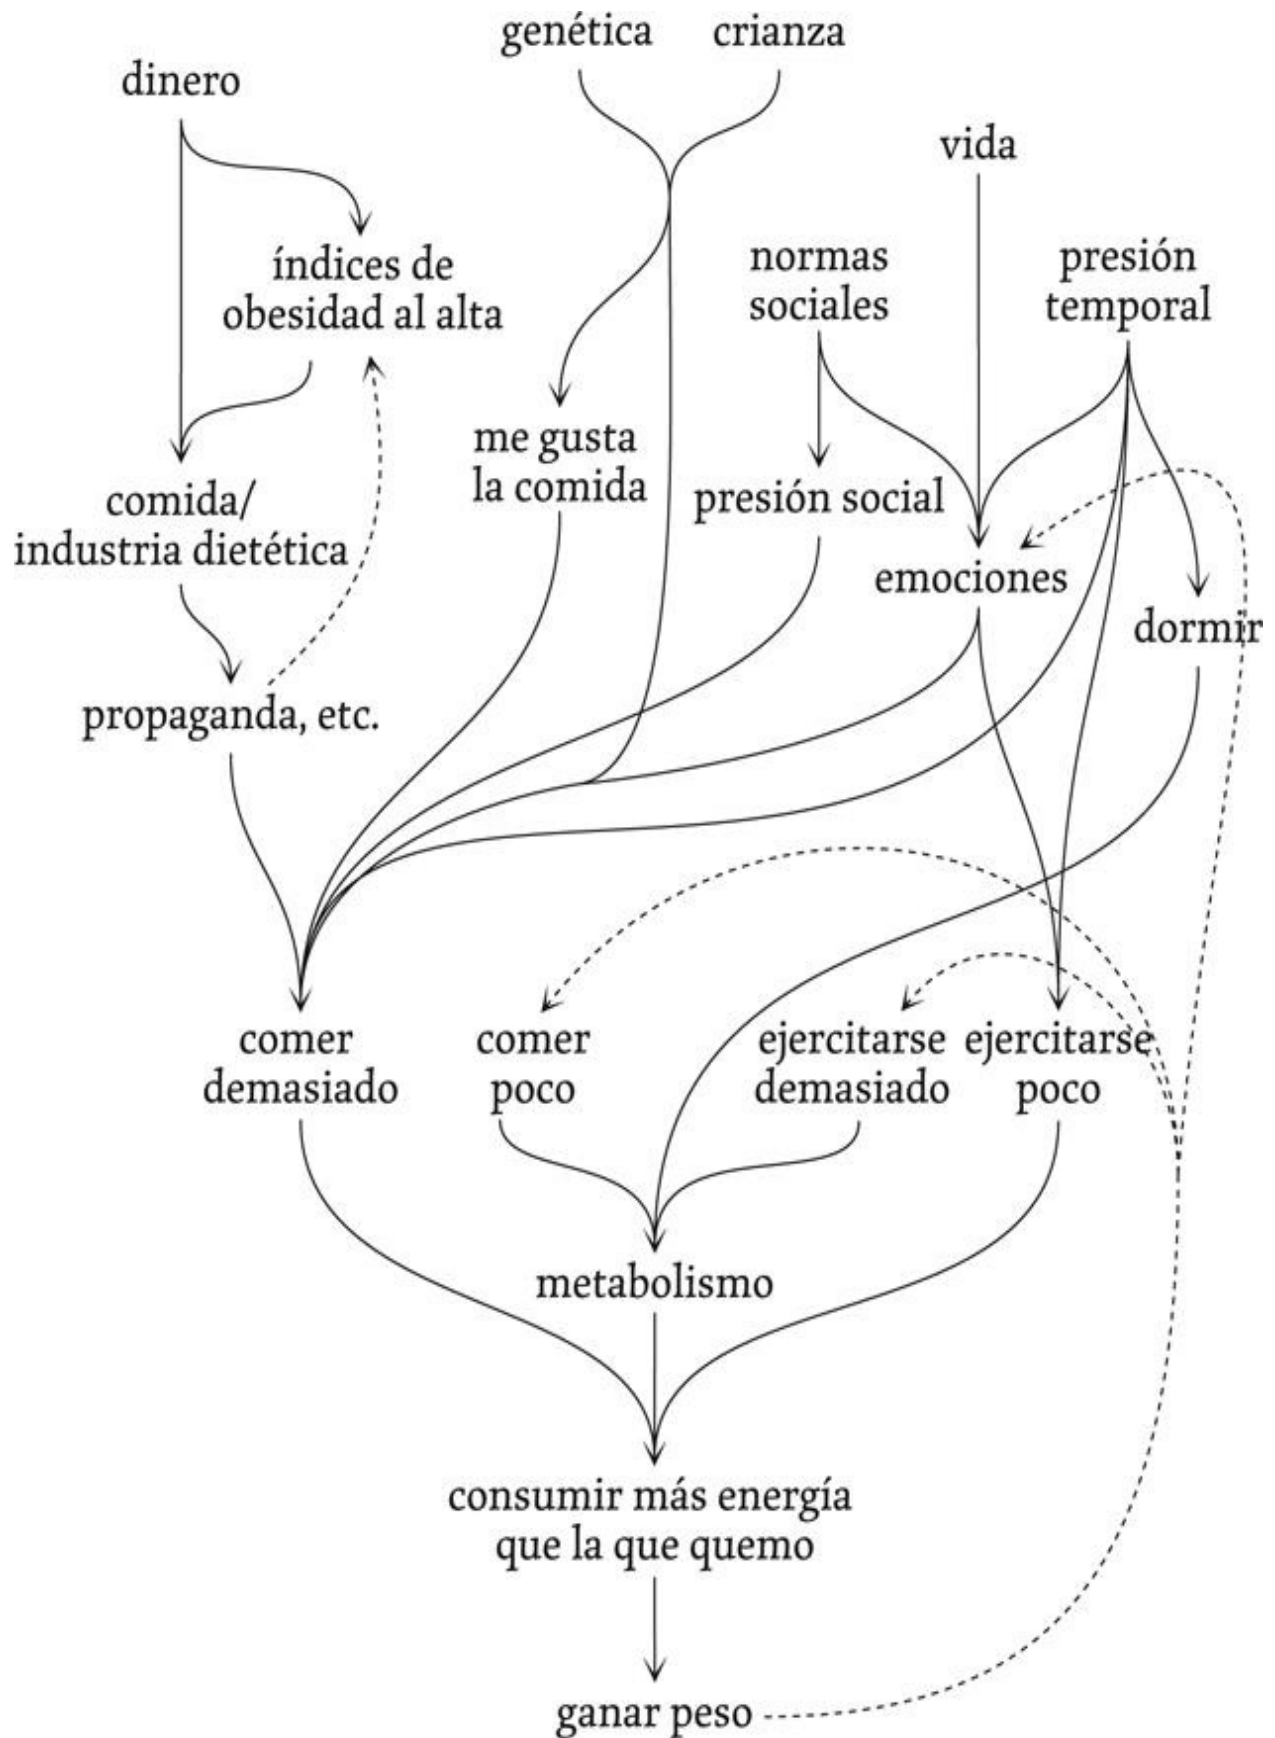 genética
crianza
dinero
vida
índices de
obesidad al alta
normas
sociales
presión
temporal
me gusta
la comida
presión social
comida/
industria dietética
emociones
dormir
propaganda, etc.
comer
demasiado
comer
poco
ejercitarse
demasiado
ejercitarse
poco
metabolismo
consumir más energía
que la que quemo
ganar peso